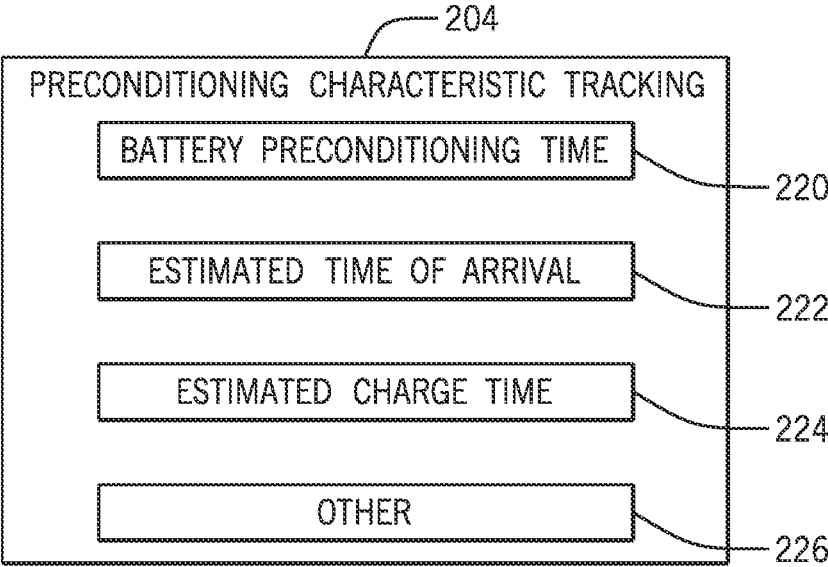 204
PRECONDITIONING CHARACTERISTIC TRACKING
BATTERY PRECONDITIONING TIME
220
ESTIMATED TIME OF ARRIVAL
222
ESTIMATED CHARGE TIME
224
OTHER
226